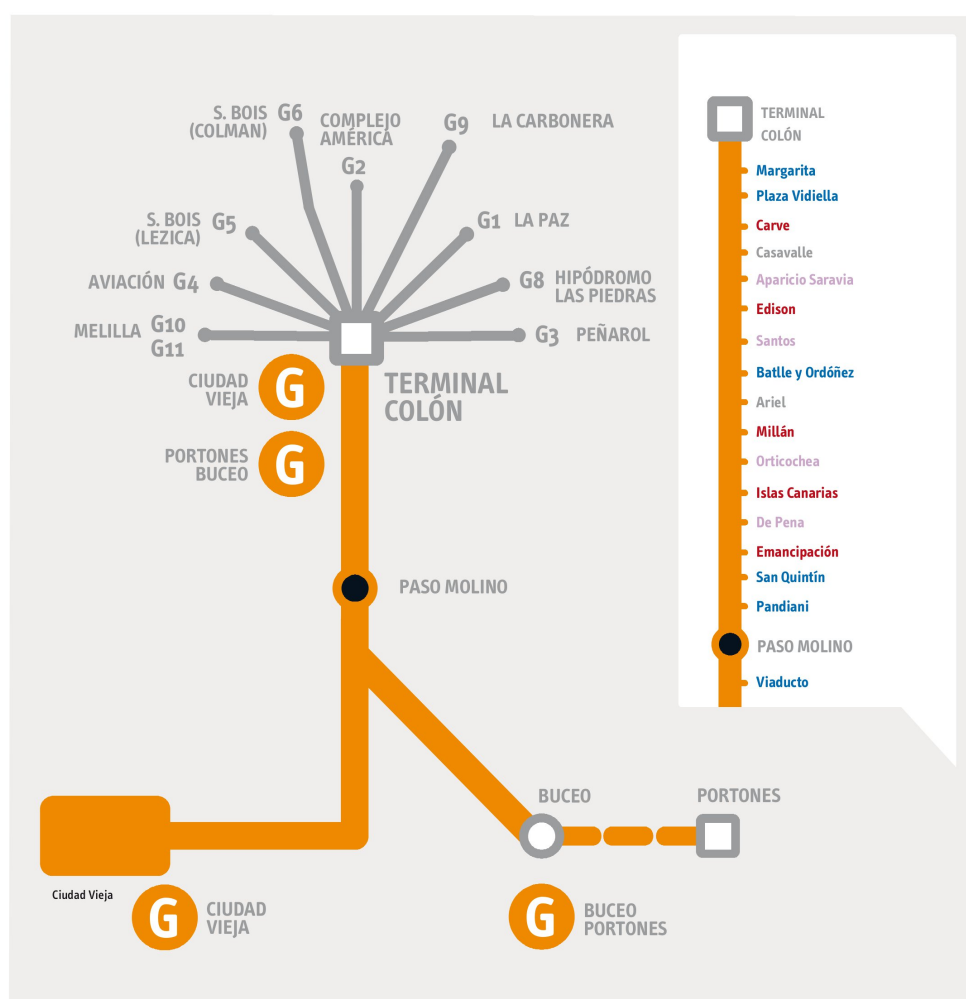 S. BOIS
(COLMAN)
G6
COMPLEJO
AMÉRICA
G2
G9
LA CARBONERA
S. BOIS
(LEZICA)
G5
G1
LA PAZ
AVIACIÓN
G4
G8
HIPÓDROMO
LAS PIEDRAS
MELILLA
G10
G11
G3
PEÑAROL
CIUDAD
VIEJA
G
TERMINAL
COLÓN
PORTONES
BUCEO
G
PASO MOLINO
BUCEO
PORTONES
Ciudad Vieja
G
CIUDAD
VIEJA
G
BUCEO
PORTONES
TERMINAL
COLÓN
Margarita
Plaza Vidiella
Carve
Casavalle
Aparicio Saravia
Edison
Santos
Batlle y Ordóñez
Ariel
Millán
Orticochea
Islas Canarias
De Pena
Emancipación
San Quintín
Pandiani
PASO MOLINO
Viaducto